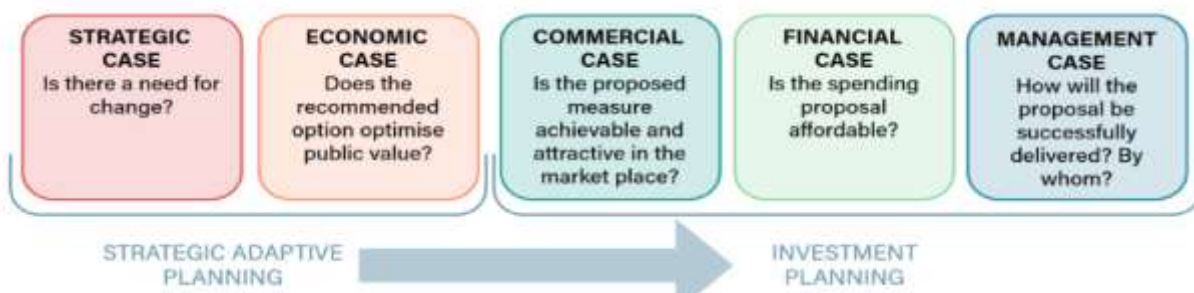 STRATEGIC
CASE
Is there a need for
change?
ECONOMIC
CASE
Does the
recommended
option optimise
public value?
COMMERCIAL
CASE
Is the proposed
measure
achievable and
attractive in the
market place?
FINANCIAL
CASE
Is the spending
proposal
affordable?
MANAGEMENT
CASE
How will the
proposal be
successfully
delivered? By
whom?
STRATEGIC ADAPTIVE
PLANNING
INVESTMENT
PLANNING